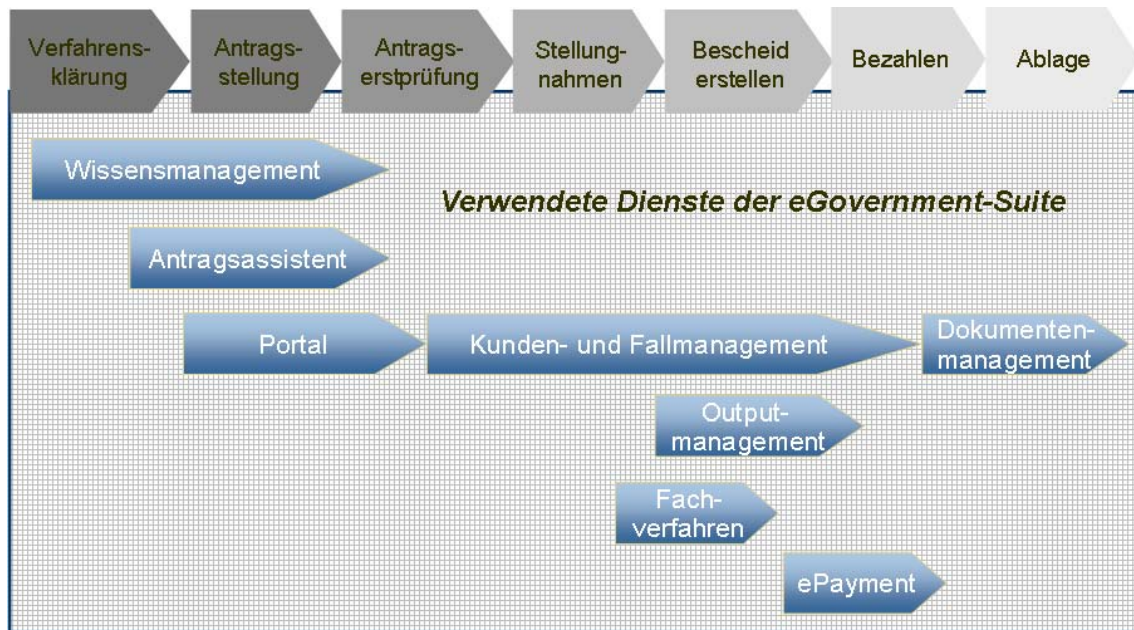 Verfahrens-
klärung
Antrags-
stellung
Antrags-
erstprüfung
Stellung-
nahmen
Bescheid
erstellen
Bezahlen
Ablage
Wissensmanagement
Verwendete Dienste der eGovernment-Suite
Antragsassistent
Portal
Kunden- und Fallmanagement
Dokumenten-
management
Output-
management
Fach-
verfahren
ePayment